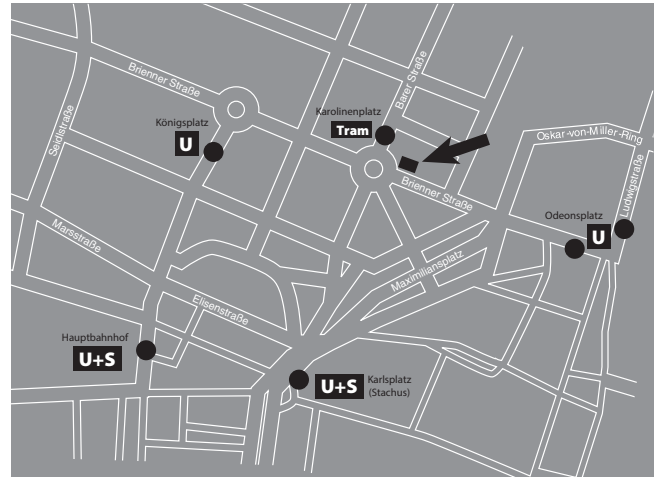 Brienner Straße
Seidlstraße
Königsplatz
U
Karolinenplatz
Tram
Barer Straße
Oskar-von-Miller-Ring
Ludwigstraße
Brienner Straße
Odeonsplatz
U
Marsstraße
Maximiliansplatz
Elisenstraße
Hauptbahnhof
U+S
U+S
Karlsplatz
(Stachus)